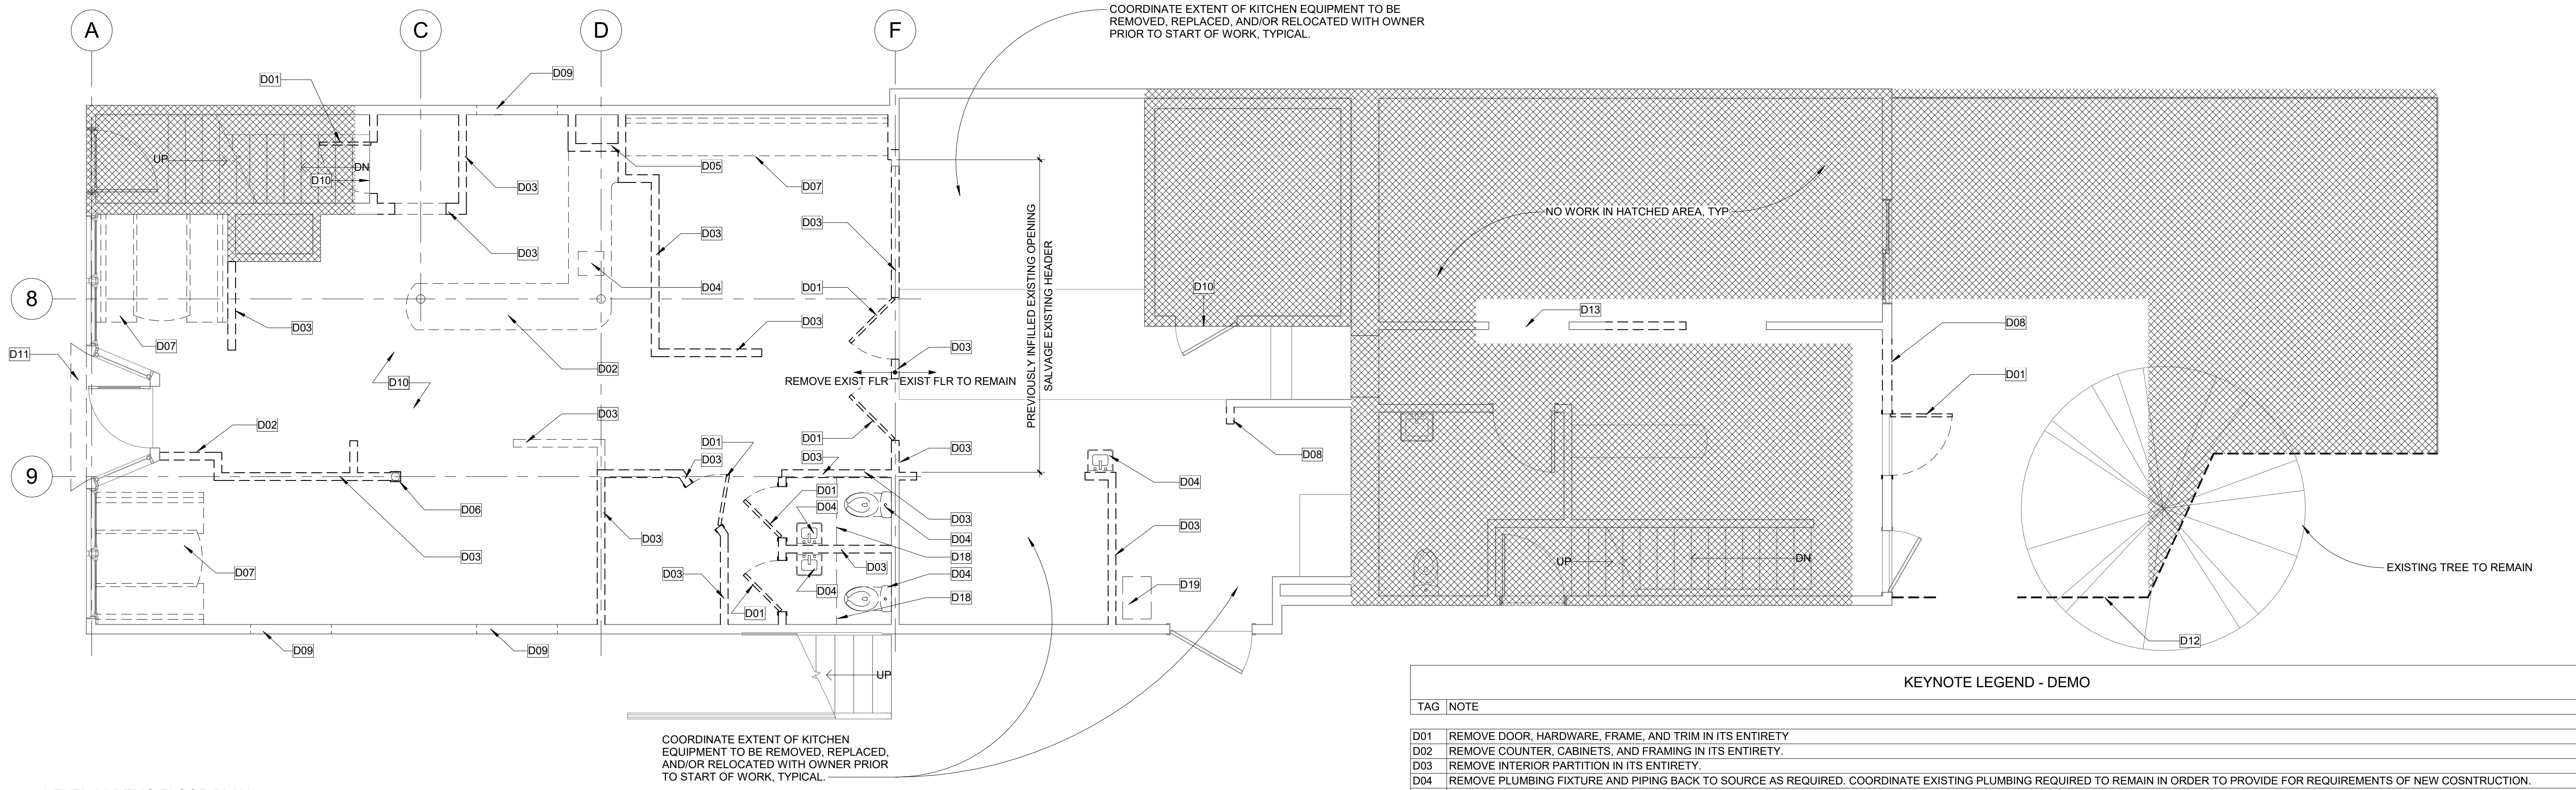 COORDINATE EXTENT OF KITCHEN EQUIPMENT TO BE
REMOVED, REPLACED, AND/OR RELOCATED WITH OWNER
PRIOR TO START OF WORK, TYPICAL.
A
C
D
F
D01
D09
UP
DN
D10
D03
D05
D07
D03
D03
D03
D03
D04
D01
D03
D07
D03
D11
D10
D02
D03
REMOVE EXIST FLR
EXIST FLR TO REMAIN
PREVIOUSLY INFILLED EXISTING OPENING
SALVAGE EXISTING HEADER
8
9
NO WORK IN HATCHED AREA, TYP
D10
D13
D08
D01
D02
D03
D01
D03
D01
D03
D03
D08
D04
D01
D04
D06
D03
D03
D03
D04
D18
D03
D03
D07
D03
D04
D04
D18
D01
D19
UP
DN
EXISTING TREE TO REMAIN
D12
D09
D09
UP
COORDINATE EXTENT OF KITCHEN
EQUIPMENT TO BE REMOVED, REPLACED,
AND/OR RELOCATED WITH OWNER PRIOR
TO START OF WORK, TYPICAL.
KEYNOTE LEGEND - DEMO
TAG NOTE
D01 REMOVE DOOR, HARDWARE, FRAME, AND TRIM IN ITS ENTIRETY
D02 REMOVE COUNTER, CABINETS, AND FRAMING IN ITS ENTIRETY.
D03 REMOVE INTERIOR PARTITION IN ITS ENTIRETY.
D04 REMOVE PLUMBING FIXTURE AND PIPING BACK TO SOURCE AS REQUIRED. COORDINATE EXISTING PLUMBING REQUIRED TO REMAIN IN ORDER TO PROVIDE FOR REQUIREMENTS OF NEW COSNTRUCTION.